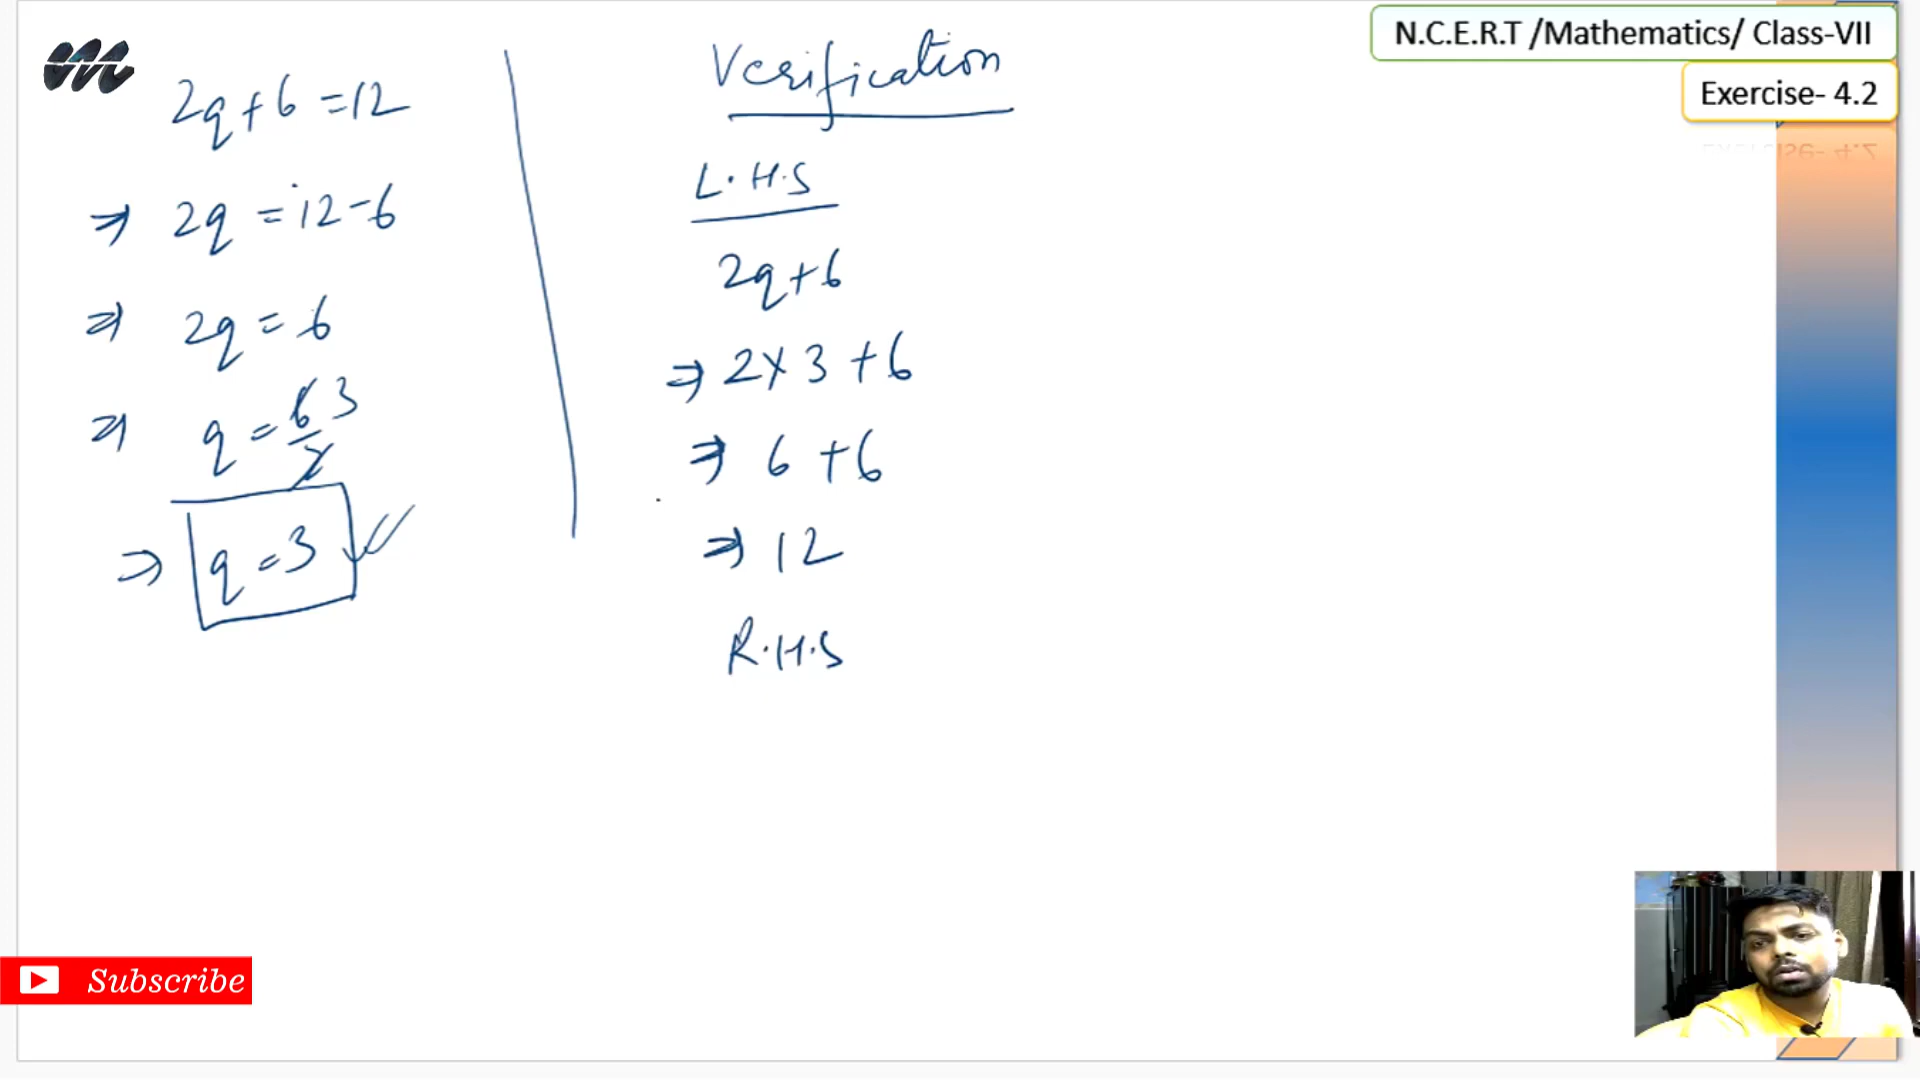 N.C.E.R.T /Mathematics/ Class-VII
Exercise- 4.2
2q+6 =12
⇒ 2q = 12-6
⇒ 2q = 6
⇒ q = 6/2 3
⇒ q = 3
Verification
L.H.S
2q+6
⇒ 2×3+6
⇒ 6+6
⇒ 12
R.H.S
Subscribe